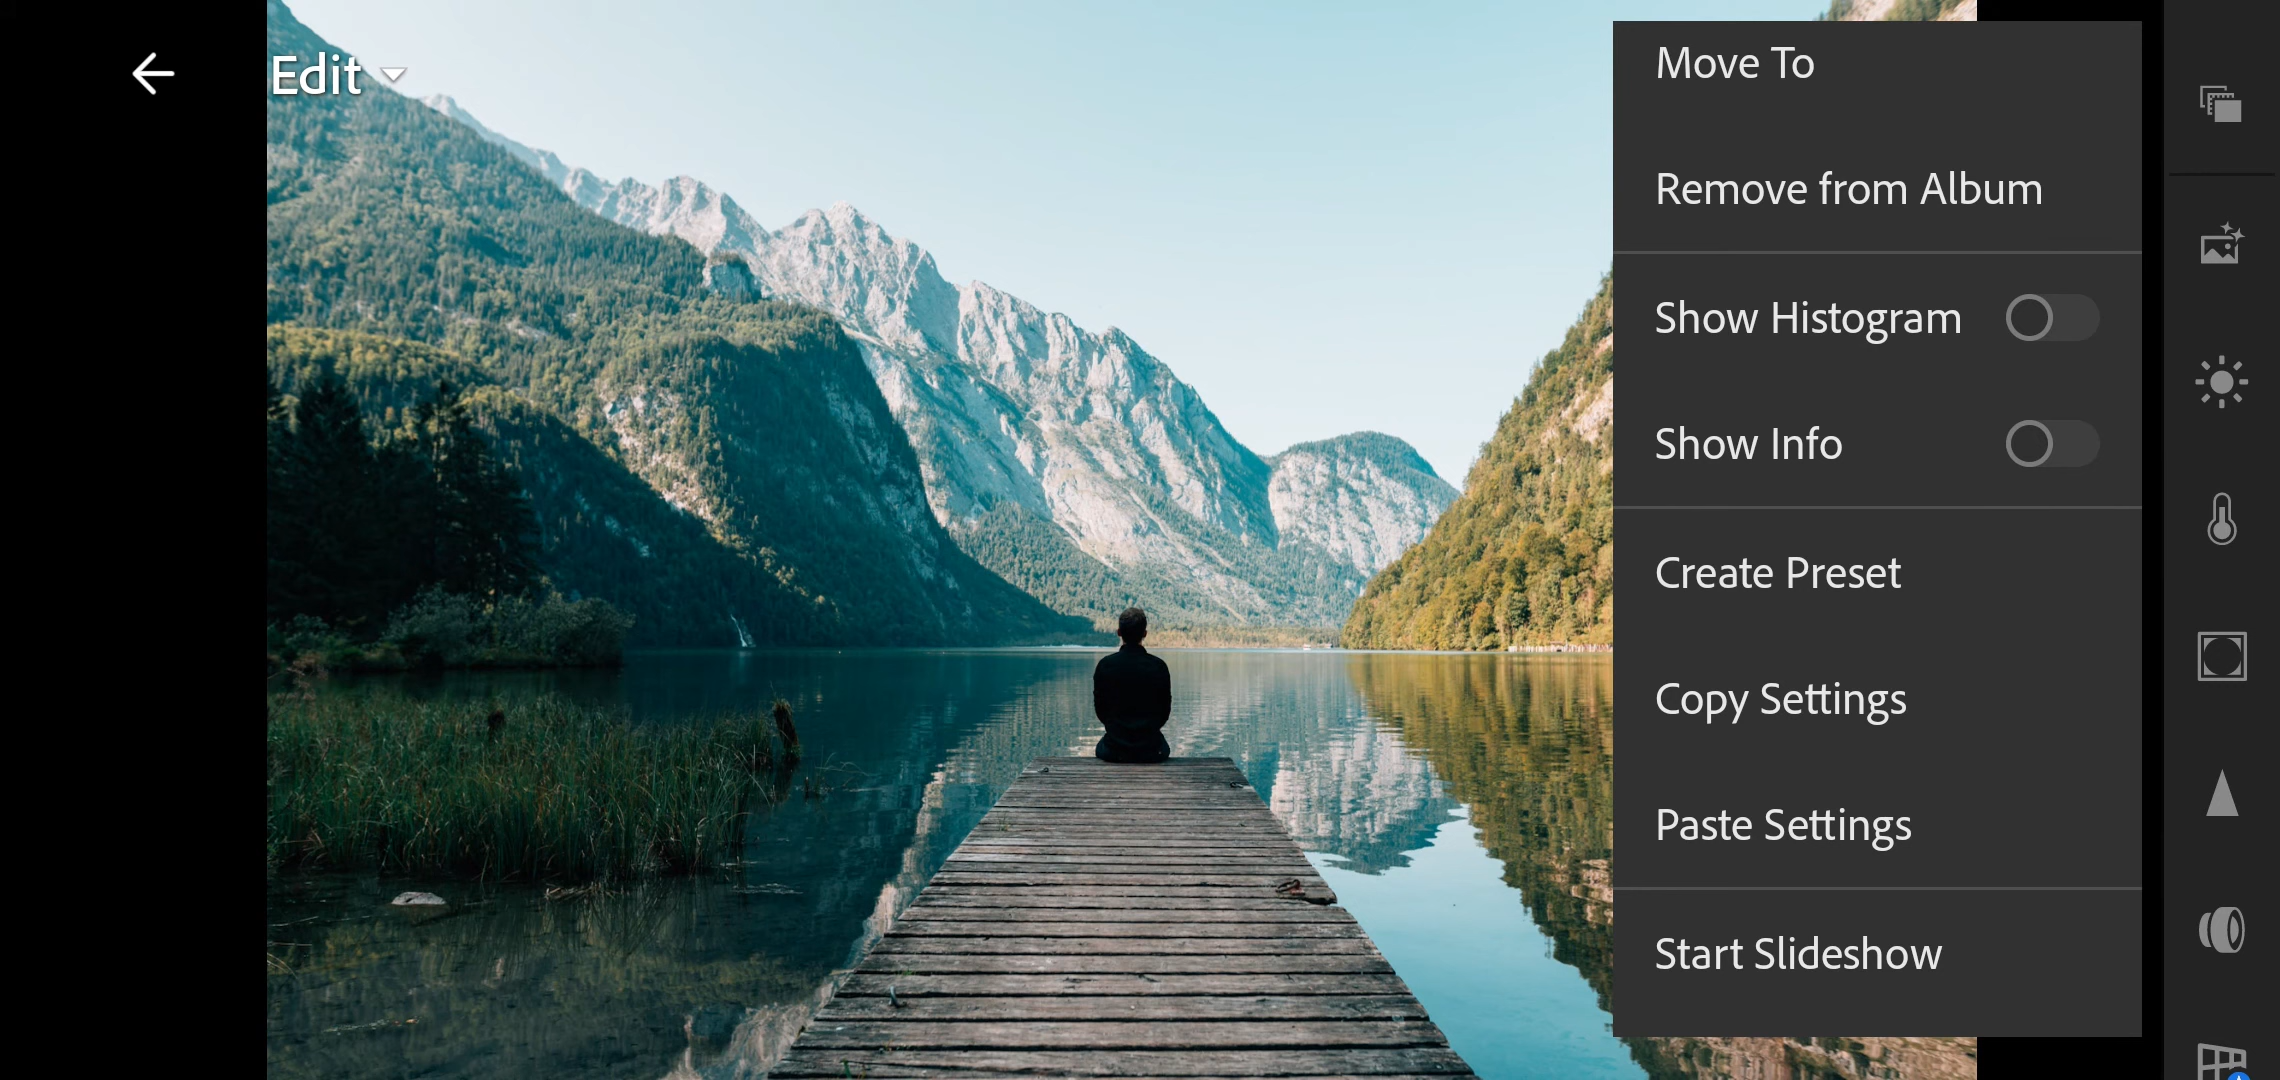 Edit
Move To
Remove from Album
Show Histogram
Show Info
Create Preset
Copy Settings
Paste Settings
Start Slideshow